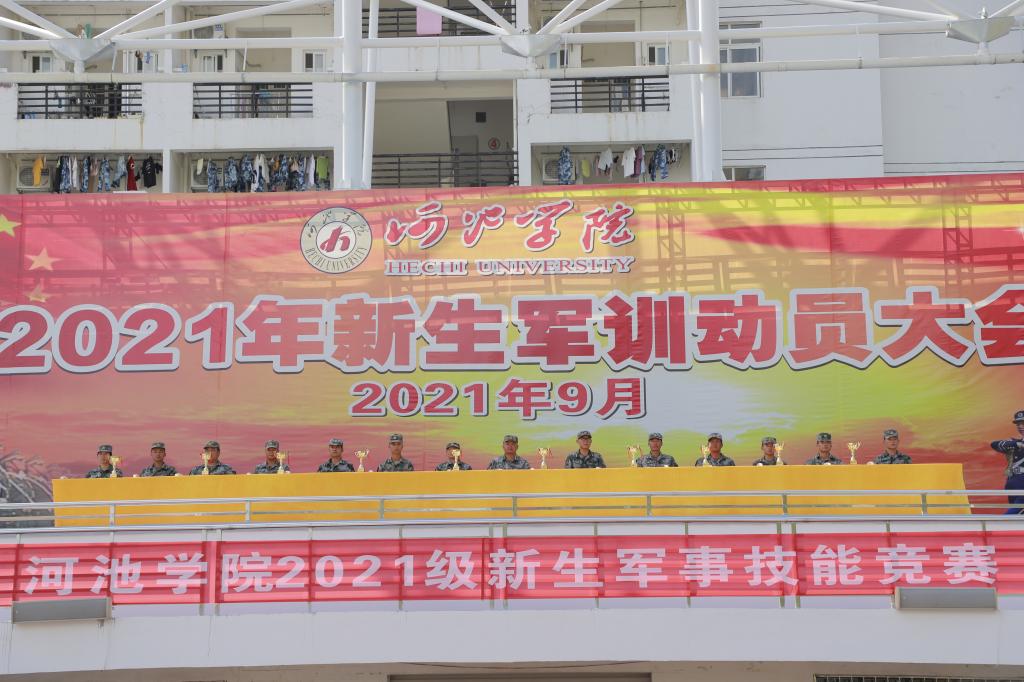 ④
河池学院
HECHI UNIVERSITY
2021年新生军训动员大会
2021年9月
河池学院2021级新生军事技能竞赛